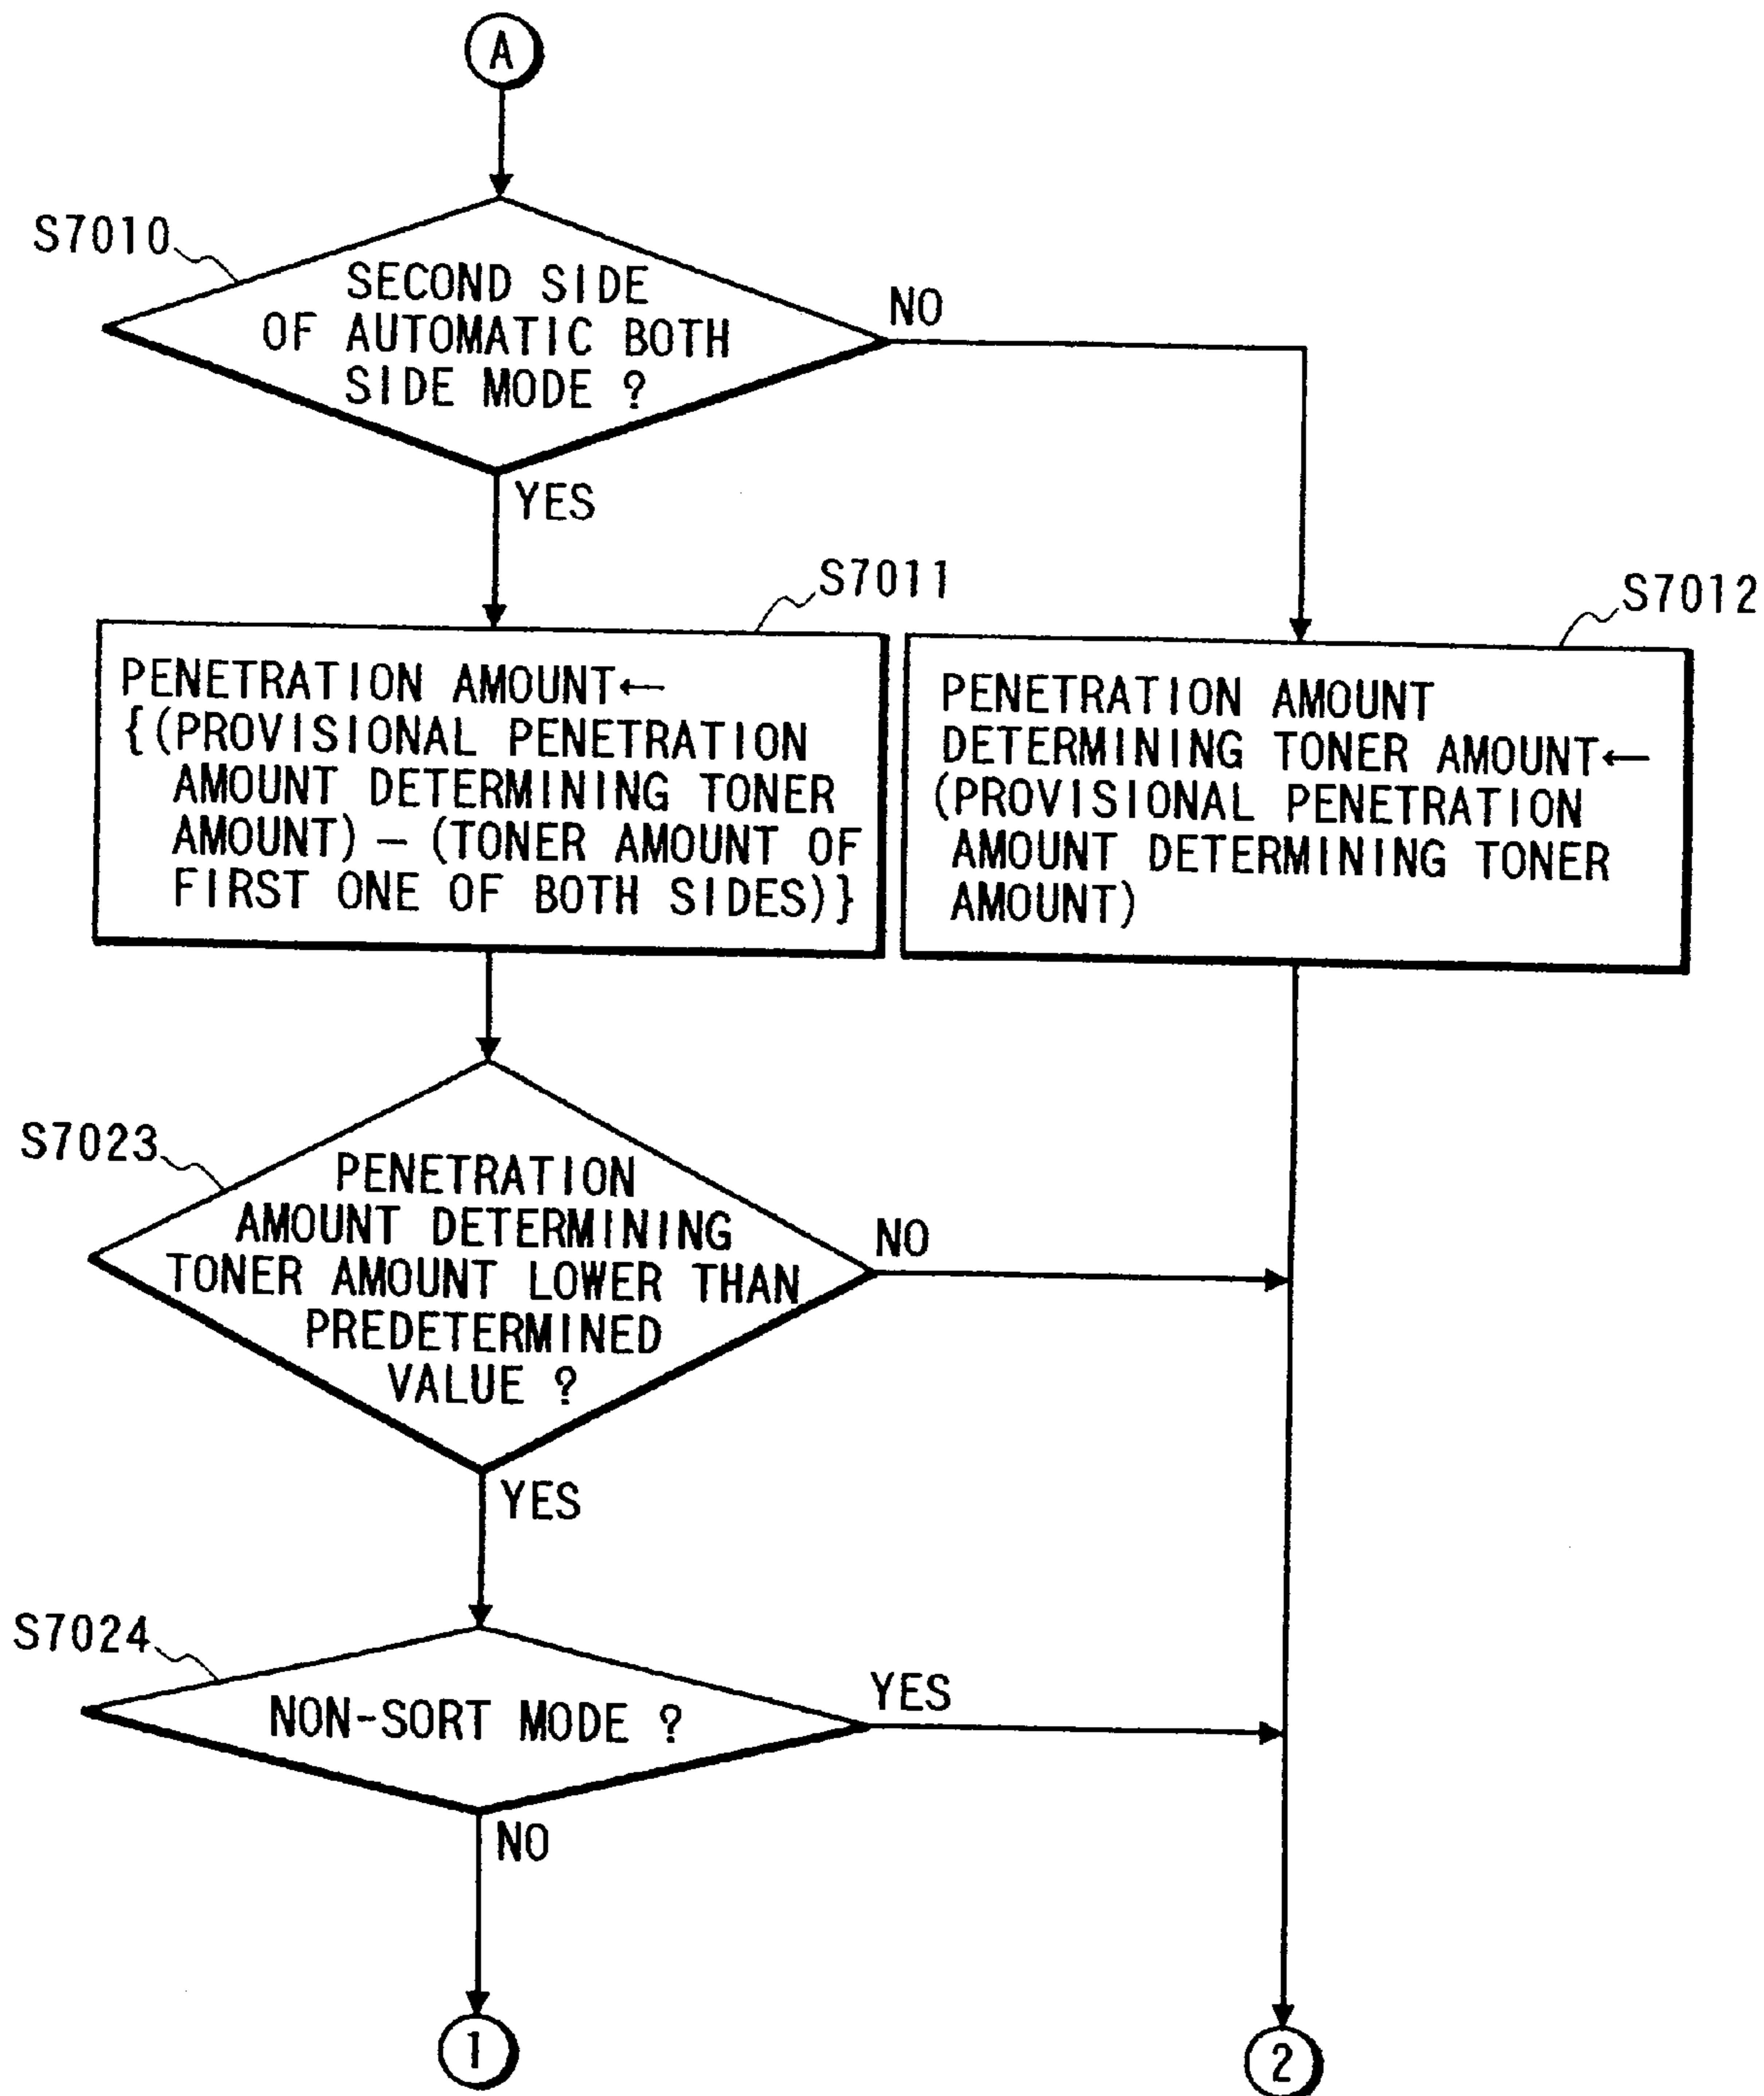 A
S7010
SECOND SIDE
OF AUTOMATIC BOTH
SIDE MODE ?
NO
YES
S7011
PENETRATION AMOUNT←
{(PROVISIONAL PENETRATION
AMOUNT DETERMINING TONER
AMOUNT) – (TONER AMOUNT OF
FIRST ONE OF BOTH SIDES)}
S7012
PENETRATION AMOUNT
DETERMINING TONER AMOUNT←
(PROVISIONAL PENETRATION
AMOUNT DETERMINING TONER
AMOUNT)
S7023
PENETRATION
AMOUNT DETERMINING
TONER AMOUNT LOWER THAN
PREDETERMINED
VALUE ?
NO
YES
S7024
NON-SORT MODE ?
YES
NO
1
2